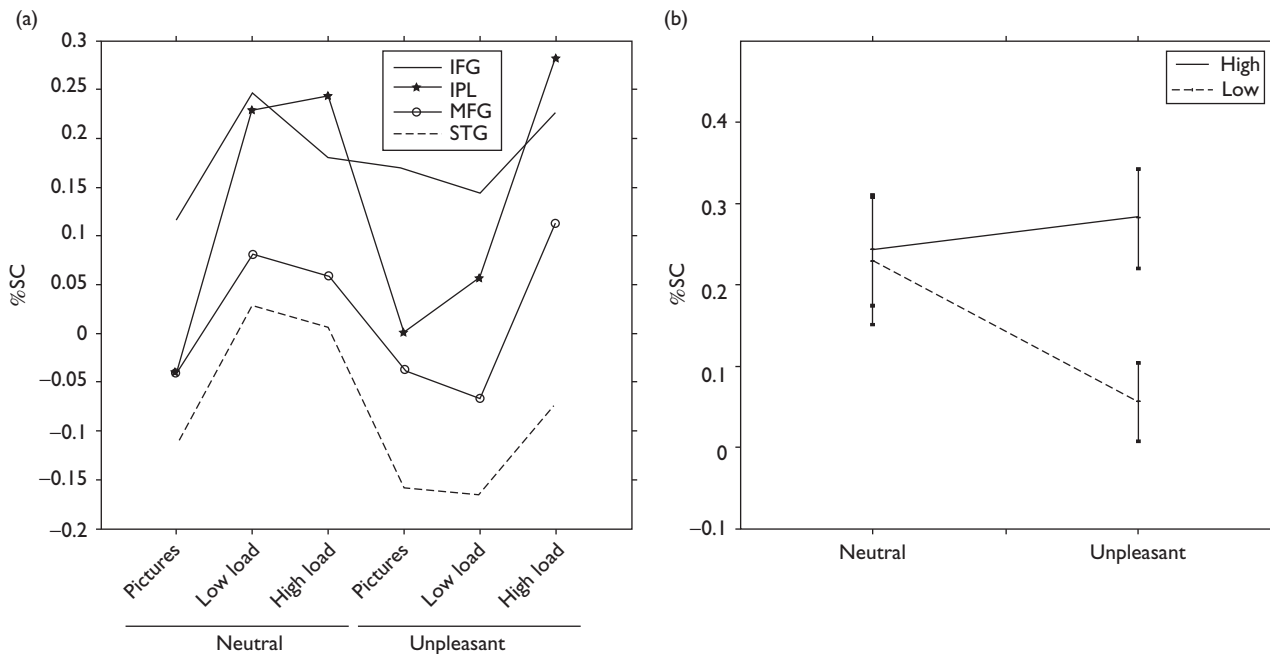 (a)
0.3
0.25
0.2
0.15
0.1
0.05
0
−0.05
−0.1
−0.15
−0.2
%SC
IFG
IPL
MFG
STG
Pictures
Low load
High load
Pictures
Low load
High load
Neutral
Unpleasant
(b)
0.4
0.3
0.2
0.1
0
−0.1
%SC
High
Low
Neutral
Unpleasant